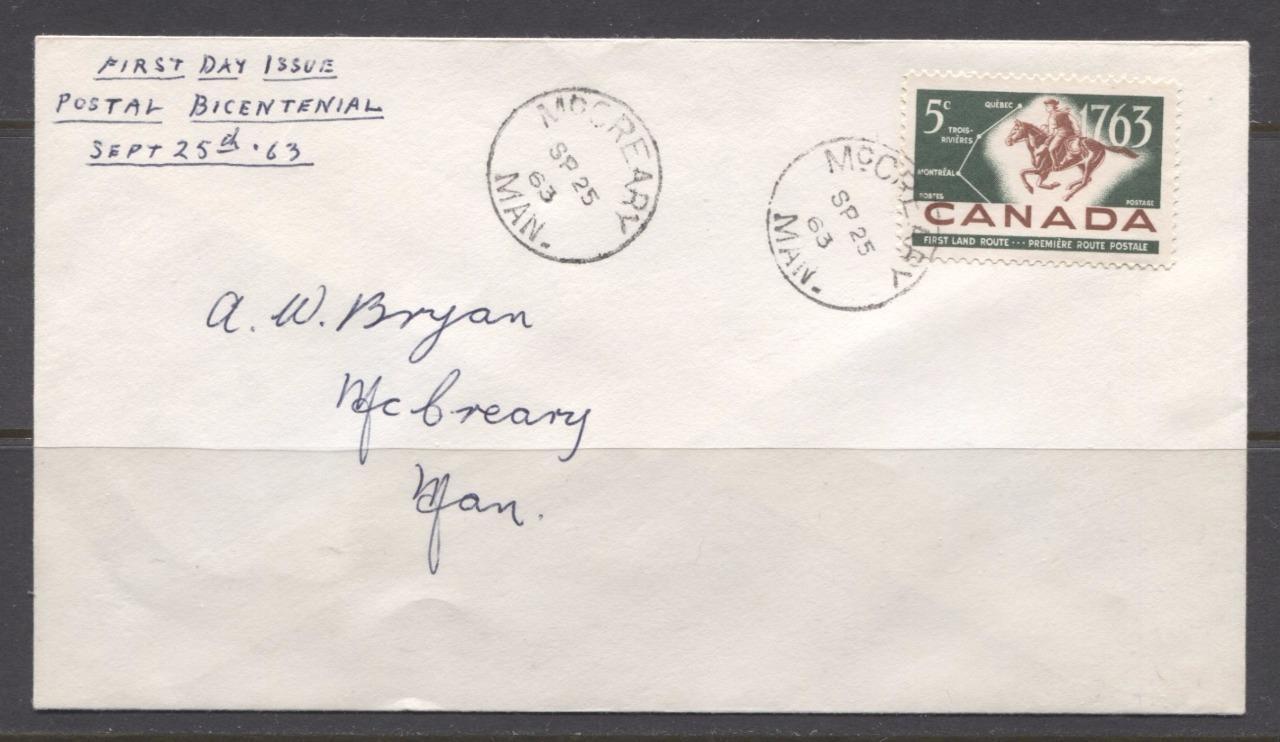 FIRST DAY ISSUE
POSTAL BICENTENIAL
SEPT 25th. 63
McCREARY
SP 25
63
MAN.
McCREARY
SP 25
63
MAN.
5c
QUÉBEC
1763
TROIS-
RIVIÈRES
MONTRÉAL
POSTES
POSTAGE
CANADA
FIRST LAND ROUTE ··· PREMIÈRE ROUTE POSTALE
A. W. Bryan
McCreary
Man.